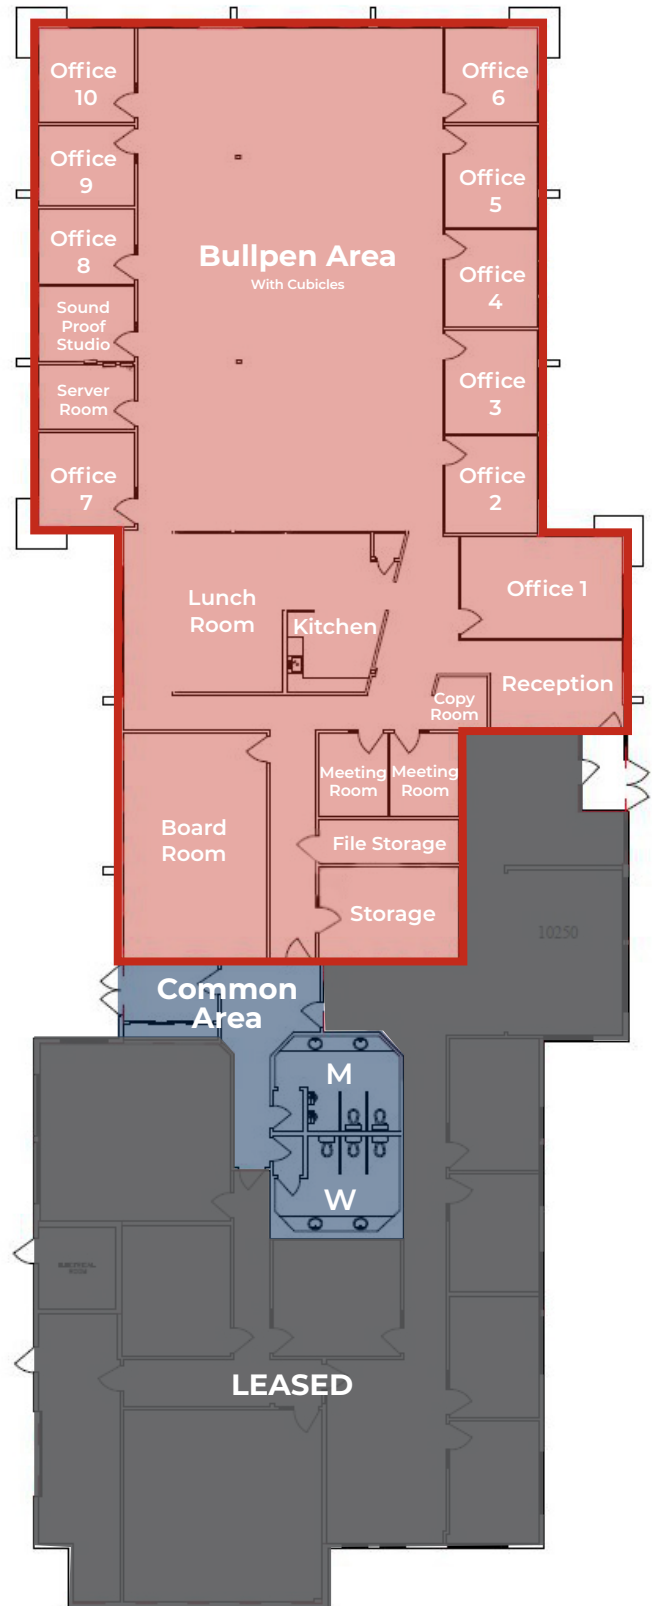 Office
10
Office
6
Office
9
Office
5
Office
8
Bullpen Area
With Cubicles
Office
4
Sound
Proof
Studio
Server
Room
Office
3
Office
7
Office
2
Lunch
Room
Kitchen
Office 1
Reception
Copy
Room
Meeting
Room
Meeting
Room
Board
Room
File Storage
Storage
10250
Common
Area
M
W
ELECTRICAL
ROOM
LEASED